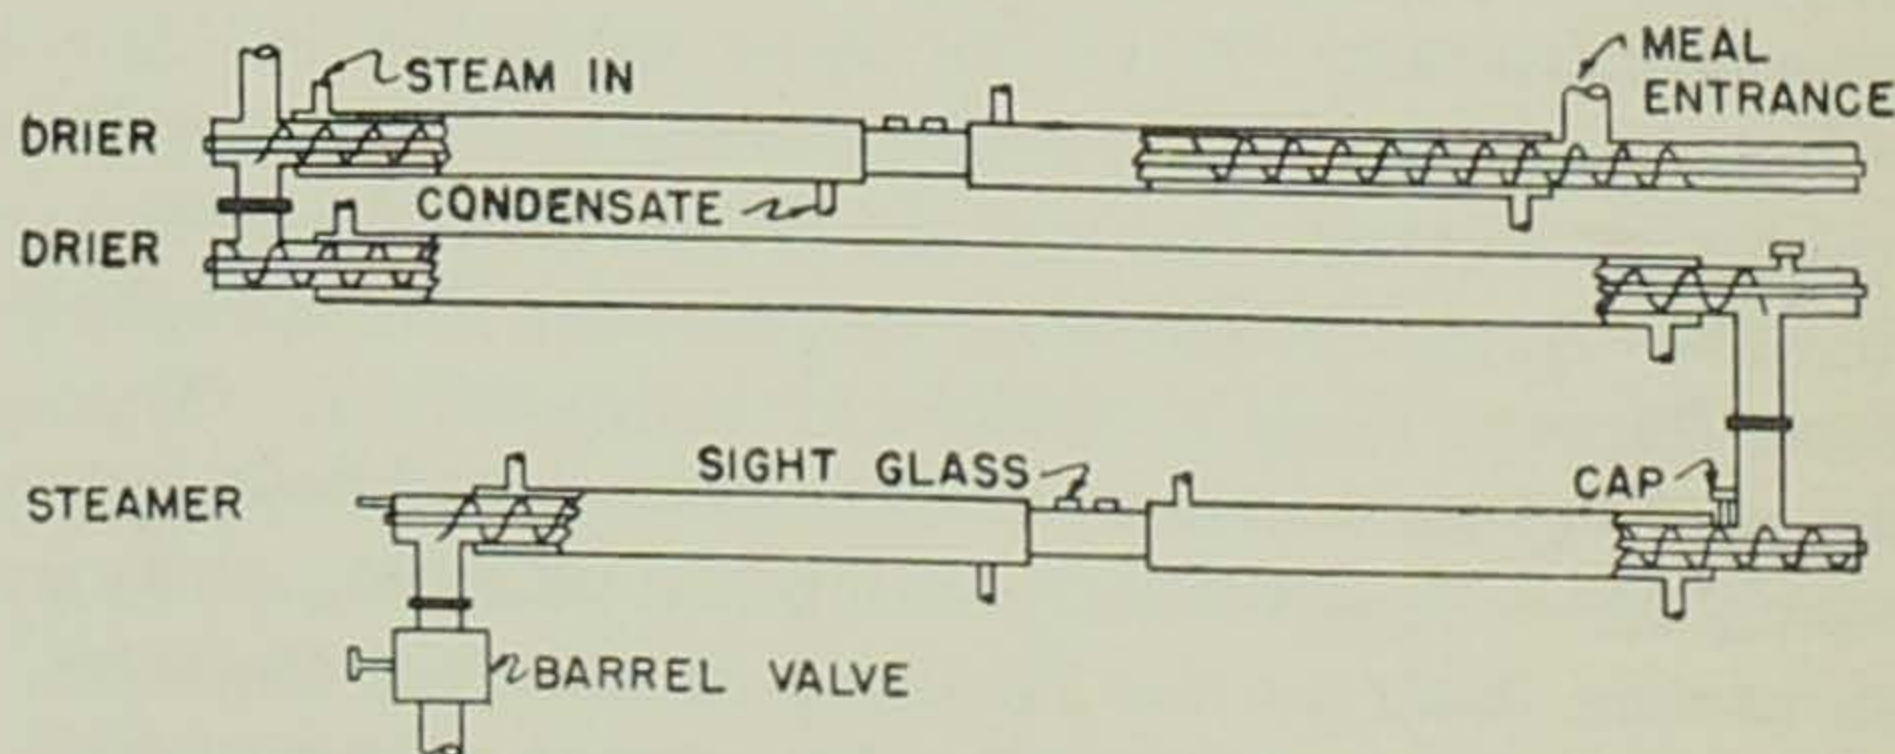 STEAM IN
MEAL
ENTRANCE
DRIER
CONDENSATE
DRIER
SIGHT GLASS
CAP
STEAMER
BARREL VALVE